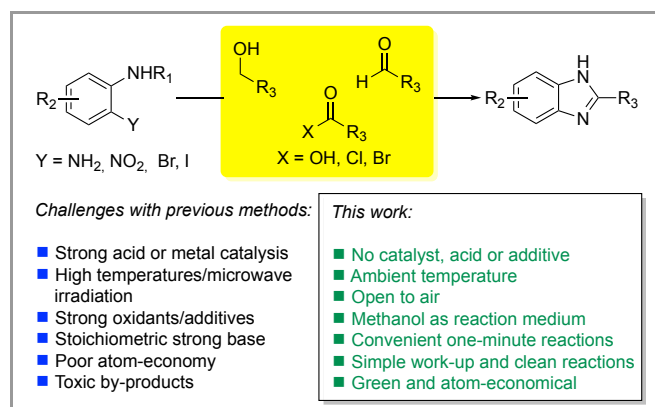 OH
R₃
O
H
R₃
NHR₁
R₂
Y
O
X
R₃
H
N
R₂
R₃
N
Y = NH₂, NO₂, Br, I
X = OH, Cl, Br
Challenges with previous methods:
Strong acid or metal catalysis
High temperatures/microwave
irradiation
Strong oxidants/additives
Stoichiometric strong base
Poor atom-economy
Toxic by-products
This work:
No catalyst, acid or additive
Ambient temperature
Open to air
Methanol as reaction medium
Convenient one-minute reactions
Simple work-up and clean reactions
Green and atom-economical